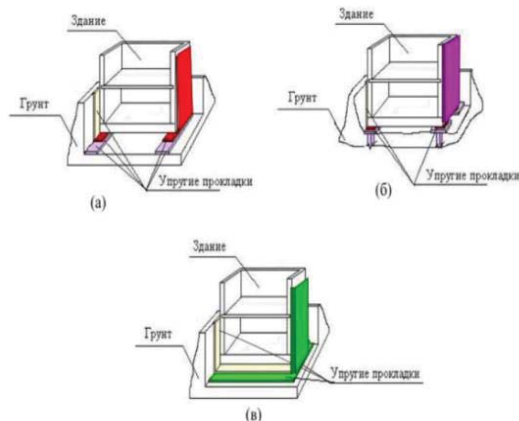 Здание
Грунт
Упругие прокладки
(а)
Здание
Грунт
Упругие прокладки
(б)
Здание
Грунт
Упругие прокладки
(в)